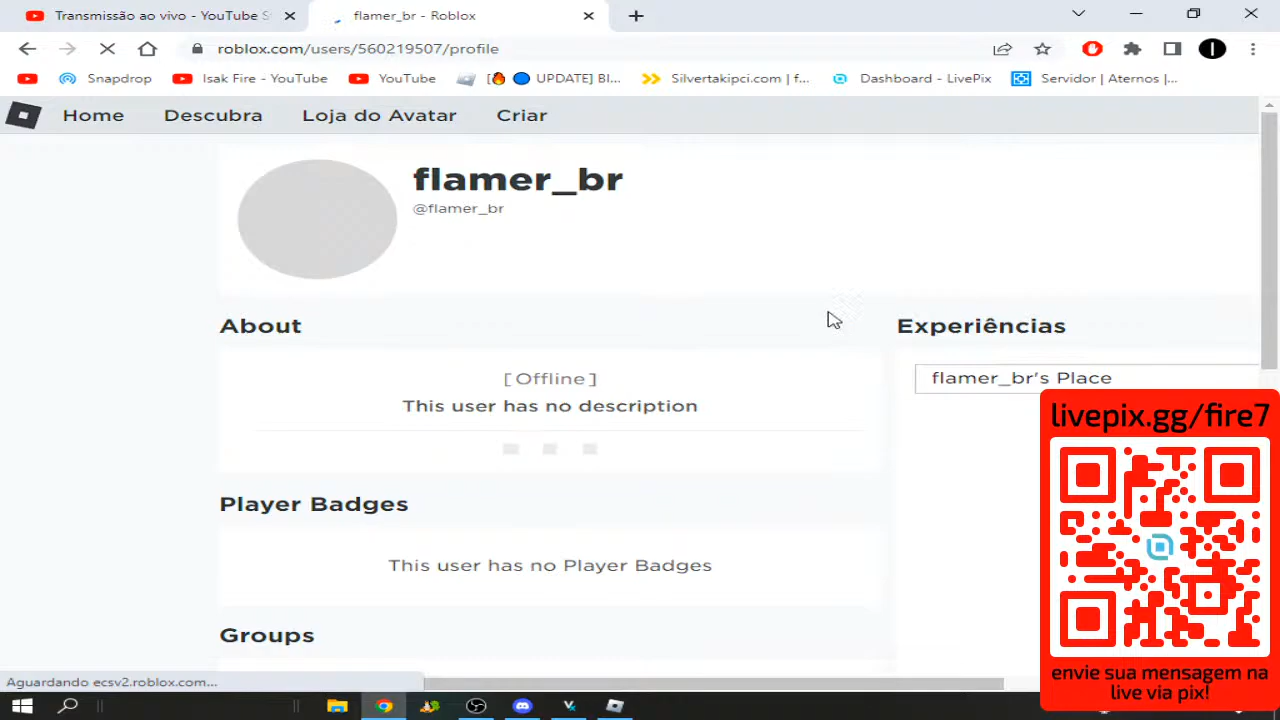 Transmissão ao vivo - YouTube S
flamer_br - Roblox
roblox.com/users/560219507/profile
Snapdrop
Isak Fire - YouTube
YouTube
[🔥🔵 UPDATE] Bl...
Silvertakipci.com | f...
Dashboard - LivePix
Servidor | Aternos |...
Home
Descubra
Loja do Avatar
Criar
flamer_br
@flamer_br
About
Experiências
[Offline]
This user has no description
flamer_br's Place
Player Badges
This user has no Player Badges
Groups
livepix.gg/fire7
envie sua mensagem na
live via pix!
Aguardando ecsv2.roblox.com...